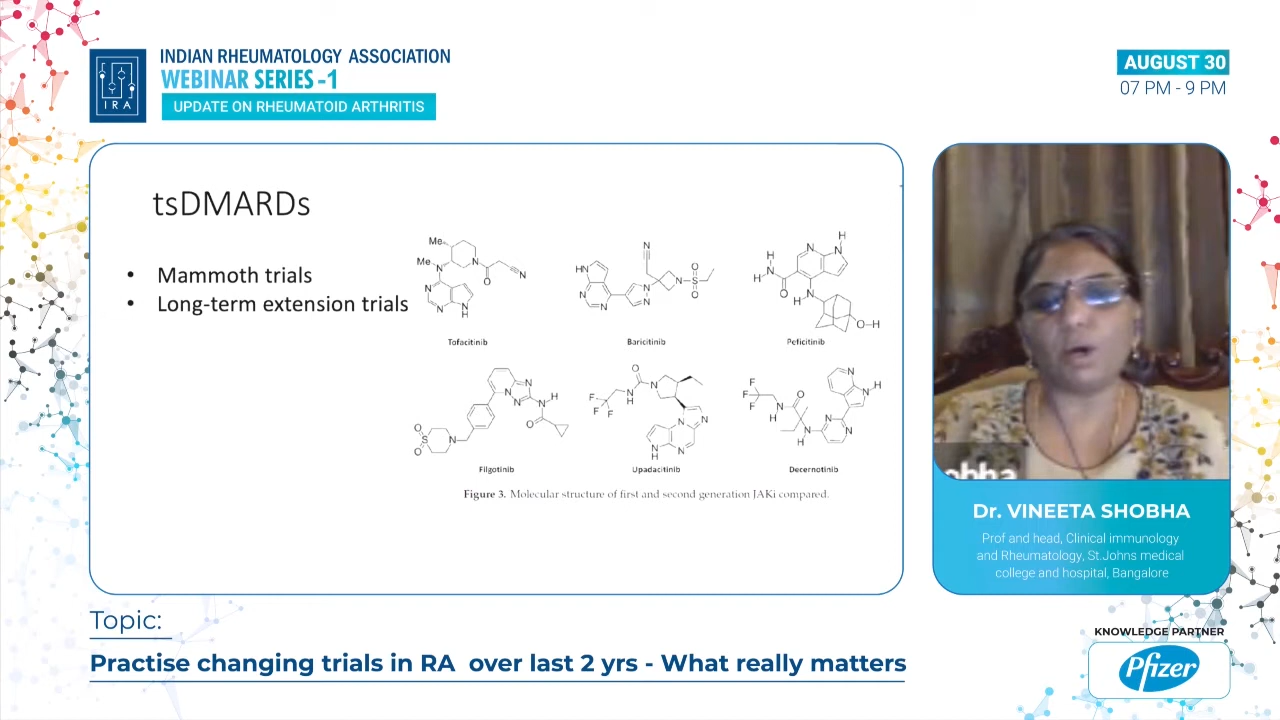 INDIAN RHEUMATOLOGY ASSOCIATION
WEBINAR SERIES -1
UPDATE ON RHEUMATOID ARTHRITIS
IRA
AUGUST 30
07 PM - 9 PM
tsDMARDs
• Mammoth trials
• Long-term extension trials
Tofacitinib
Baricitinib
Peficitinib
Filgotinib
Upadacitinib
Decernotinib
Figure 3. Molecular structure of first and second generation JAKi compared.
Dr. VINEETA SHOBHA
Prof and head, Clinical immunology
and Rheumatology, St.Johns medical
college and hospital, Bangalore
Topic:
Practise changing trials in RA over last 2 yrs - What really matters
KNOWLEDGE PARTNER
Pfizer